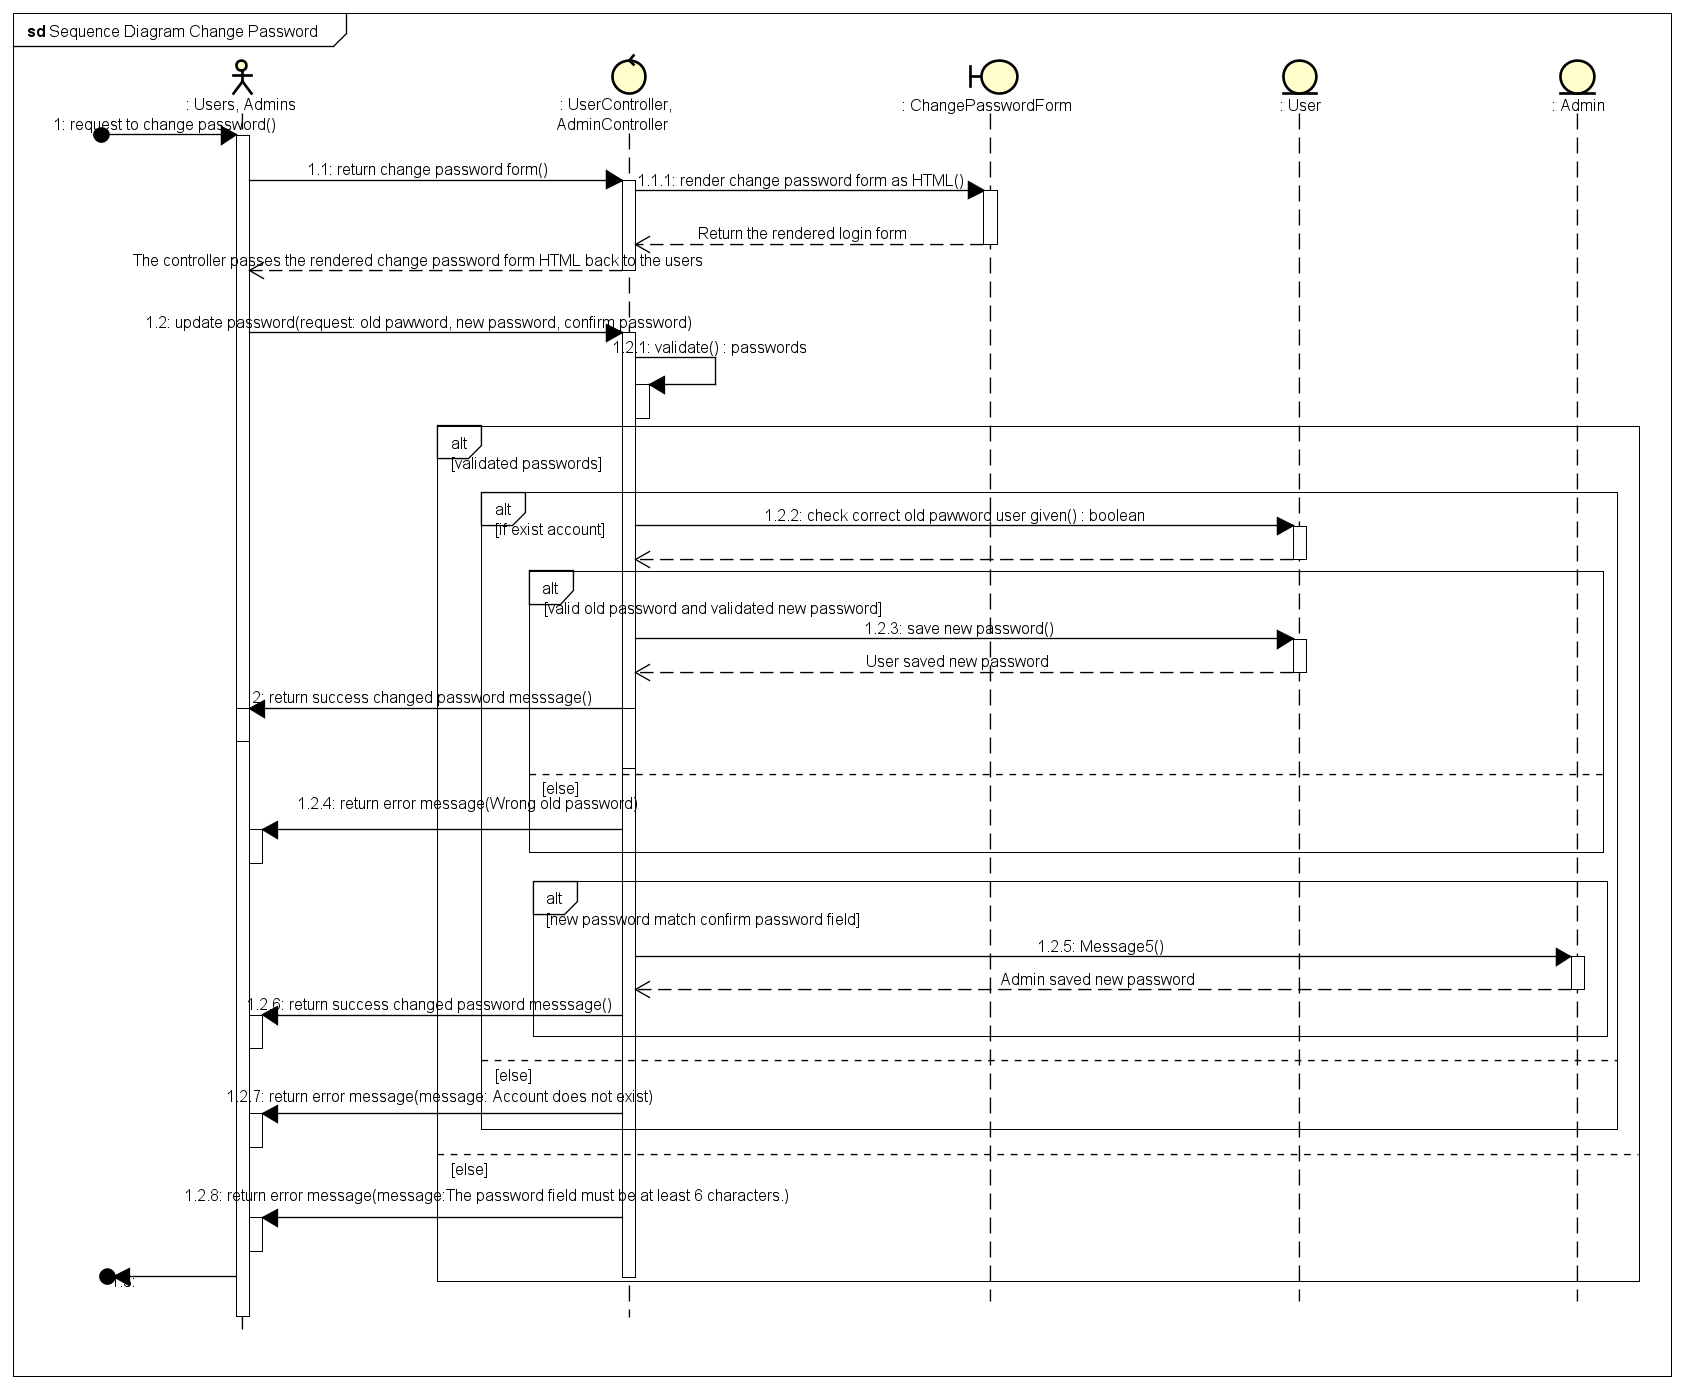 sd Sequence Diagram Change Password
: Users, Admins
: UserController,
AdminController
: ChangePasswordForm
: User
: Admin
1: request to change password()
1.1: return change password form()
1.1.1: render change password form as HTML()
Return the rendered login form
The controller passes the rendered change password form HTML back to the users
1.2: update password(request: old pawword, new password, confirm password)
1.2.1: validate() : passwords
alt
[validated passwords]
alt
[if exist account]
1.2.2: check correct old pawword user given() : boolean
alt
[valid old password and validated new password]
1.2.3: save new password()
User saved new password
2: return success changed password messsage()
[else]
1.2.4: return error message(Wrong old password)
alt
[new password match confirm password field]
1.2.5: Message5()
Admin saved new password
1.2.6: return success changed password messsage()
[else]
1.2.7: return error message(message: Account does not exist)
[else]
1.2.8: return error message(message:The password field must be at least 6 characters.)